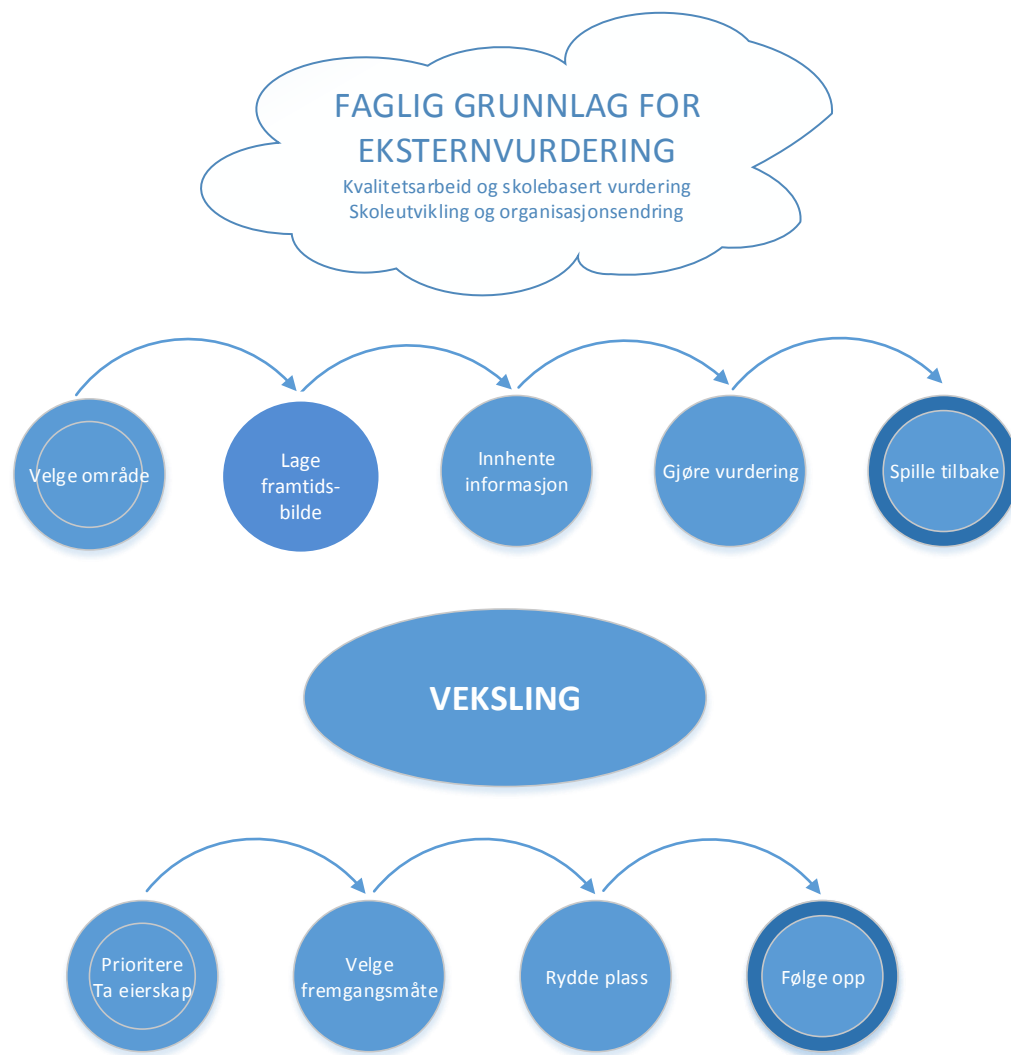 FAGLIG GRUNNLAG FOR
EKSTERNVURDERING
Kvalitetsarbeid og skolebasert vurdering
Skoleutvikling og organisasjonsendring
Velge område
Lage
framtids-
bilde
Innhente
informasjon
Gjøre vurdering
Spille tilbake
VEKSLING
Prioritere
Ta eierskap
Velge
fremgangsmåte
Rydde plass
Følge opp